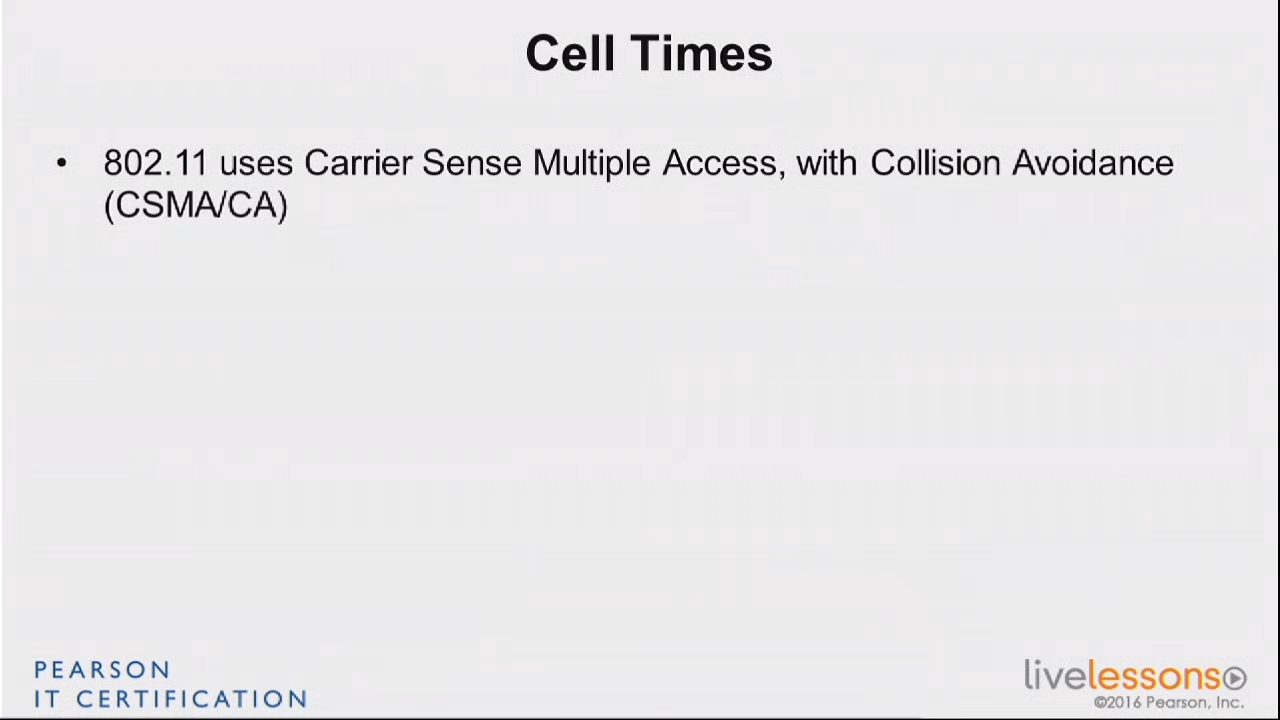 Cell Times
• 802.11 uses Carrier Sense Multiple Access, with Collision Avoidance
(CSMA/CA)
PEARSON
IT CERTIFICATION
livelessons
©2016 Pearson, Inc.